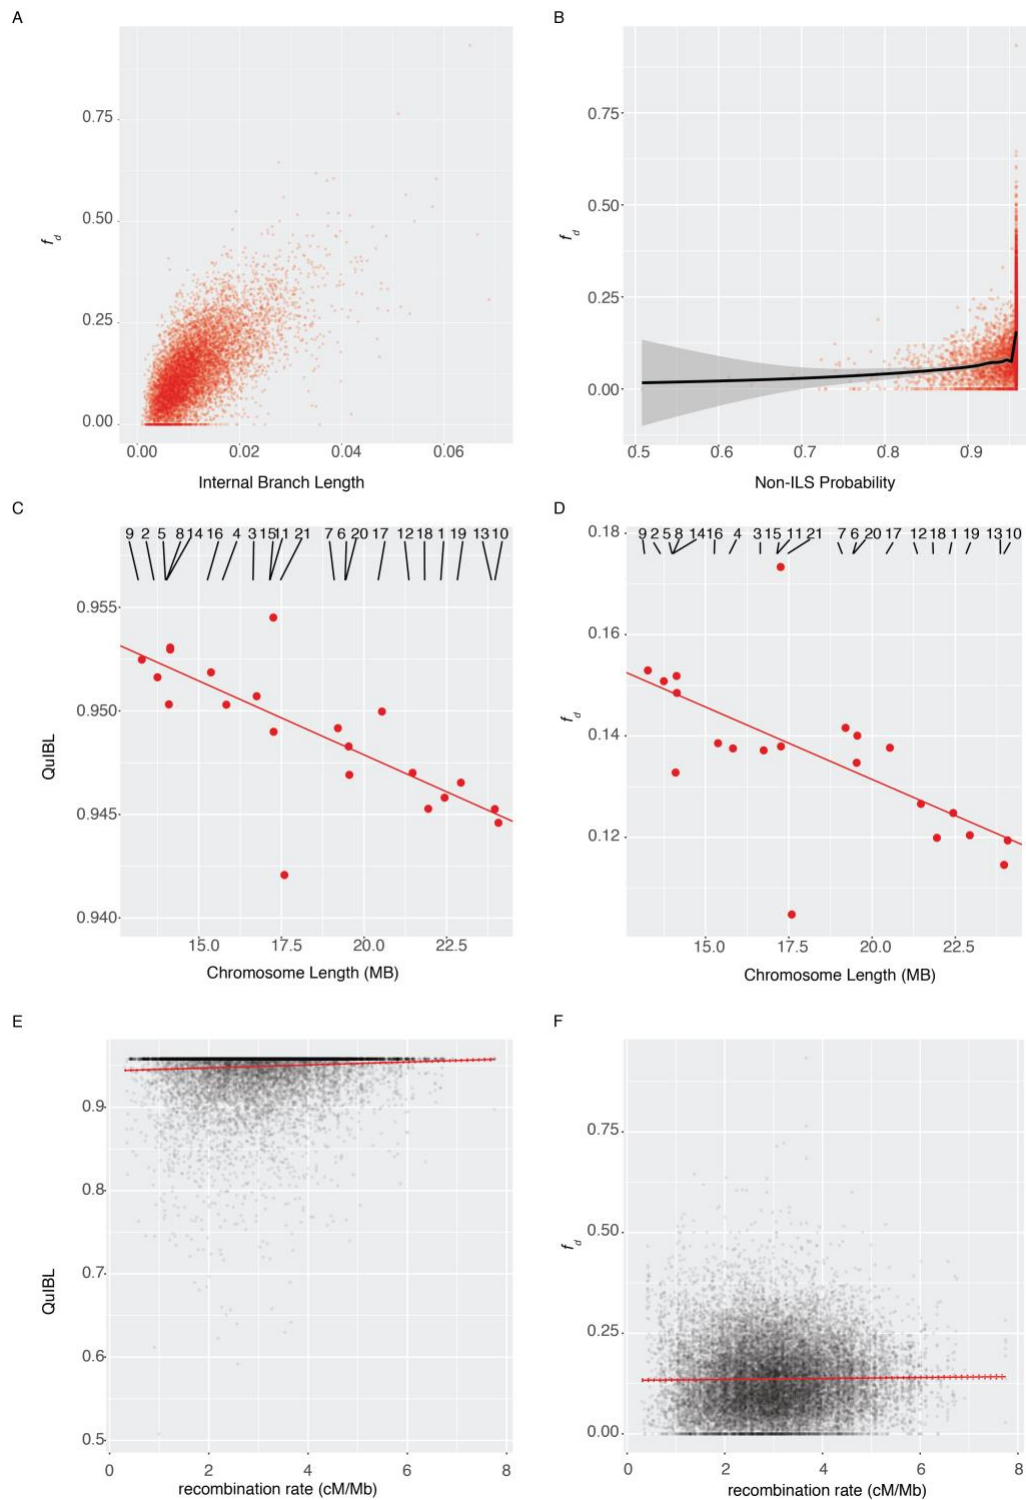 A
B
0.75
0.50
0.25
0.00
f_d
0.00 0.02 0.04 0.06
Internal Branch Length
0.75
0.50
0.25
0.00
f_d
0.5 0.6 0.7 0.8 0.9
Non-ILS Probability
C
D
9 2 5 8 14 16 4 3 15 11 21 7 6 20 17 12 18 1 19 13 10
0.955
0.950
0.945
0.940
QuIBL
15.0 17.5 20.0 22.5
Chromosome Length (MB)
0.18
9 2 5 8 14 16 4 3 15 11 21 7 6 20 17 12 18 1 19 13 10
0.16
0.14
0.12
f_d
15.0 17.5 20.0 22.5
Chromosome Length (MB)
E
F
0.9
0.8
0.7
0.6
0.5
QuIBL
0 2 4 6 8
recombination rate (cM/Mb)
0.75
0.50
0.25
0.00
f_d
0 2 4 6 8
recombination rate (cM/Mb)